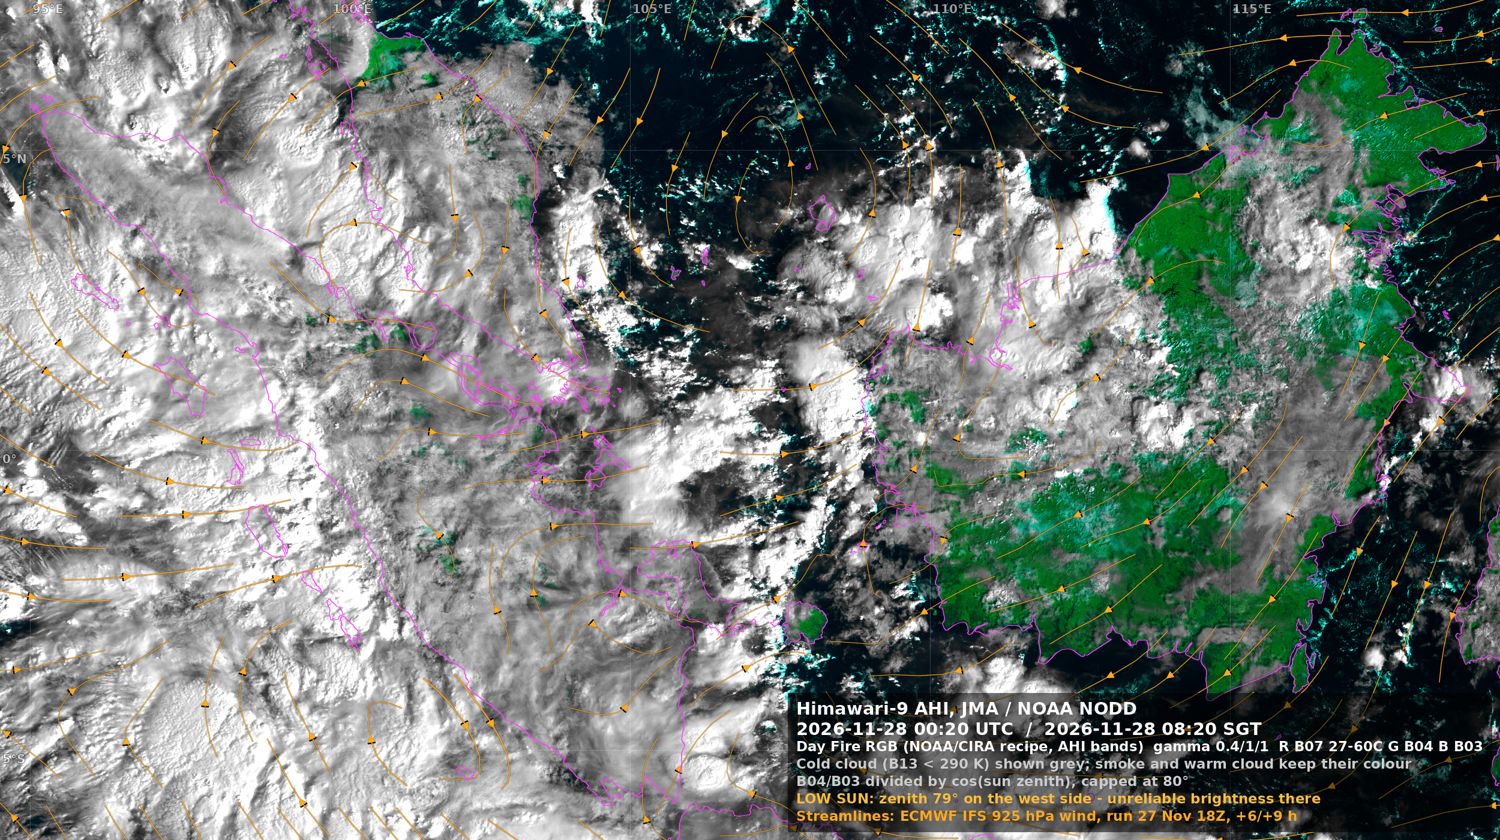 95°E
100°E
105°E
110°E
115°E
5°N
0°
5°S
Himawari-9 AHI, JMA / NOAA NODD
2026-11-28 00:20 UTC / 2026-11-28 08:20 SGT
Day Fire RGB (NOAA/CIRA recipe, AHI bands) gamma 0.4/1/1 R B07 27-60C G B04 B B03
Cold cloud (B13 < 290 K) shown grey; smoke and warm cloud keep their colour
B04/B03 divided by cos(sun zenith), capped at 80°
LOW SUN: zenith 79° on the west side - unreliable brightness there
Streamlines: ECMWF IFS 925 hPa wind, run 27 Nov 18Z, +6/+9 h